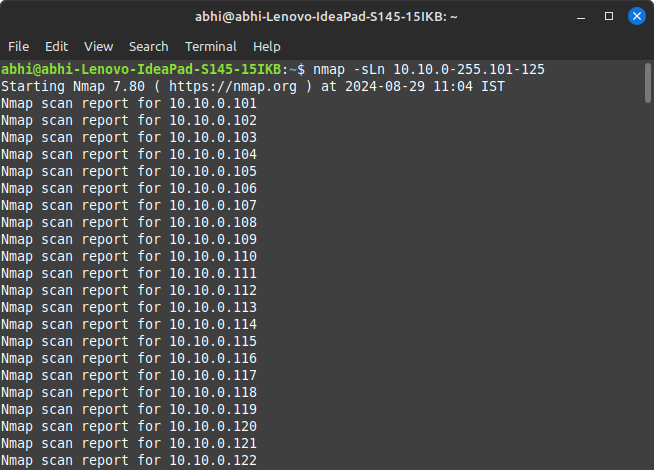 abhi@abhi-Lenovo-IdeaPad-S145-15IKB: ~
File Edit View Search Terminal Help
abhi@abhi-Lenovo-IdeaPad-S145-15IKB:~$ nmap -sLn 10.10.0-255.101-125
Starting Nmap 7.80 ( https://nmap.org ) at 2024-08-29 11:04 IST
Nmap scan report for 10.10.0.101
Nmap scan report for 10.10.0.102
Nmap scan report for 10.10.0.103
Nmap scan report for 10.10.0.104
Nmap scan report for 10.10.0.105
Nmap scan report for 10.10.0.106
Nmap scan report for 10.10.0.107
Nmap scan report for 10.10.0.108
Nmap scan report for 10.10.0.109
Nmap scan report for 10.10.0.110
Nmap scan report for 10.10.0.111
Nmap scan report for 10.10.0.112
Nmap scan report for 10.10.0.113
Nmap scan report for 10.10.0.114
Nmap scan report for 10.10.0.115
Nmap scan report for 10.10.0.116
Nmap scan report for 10.10.0.117
Nmap scan report for 10.10.0.118
Nmap scan report for 10.10.0.119
Nmap scan report for 10.10.0.120
Nmap scan report for 10.10.0.121
Nmap scan report for 10.10.0.122